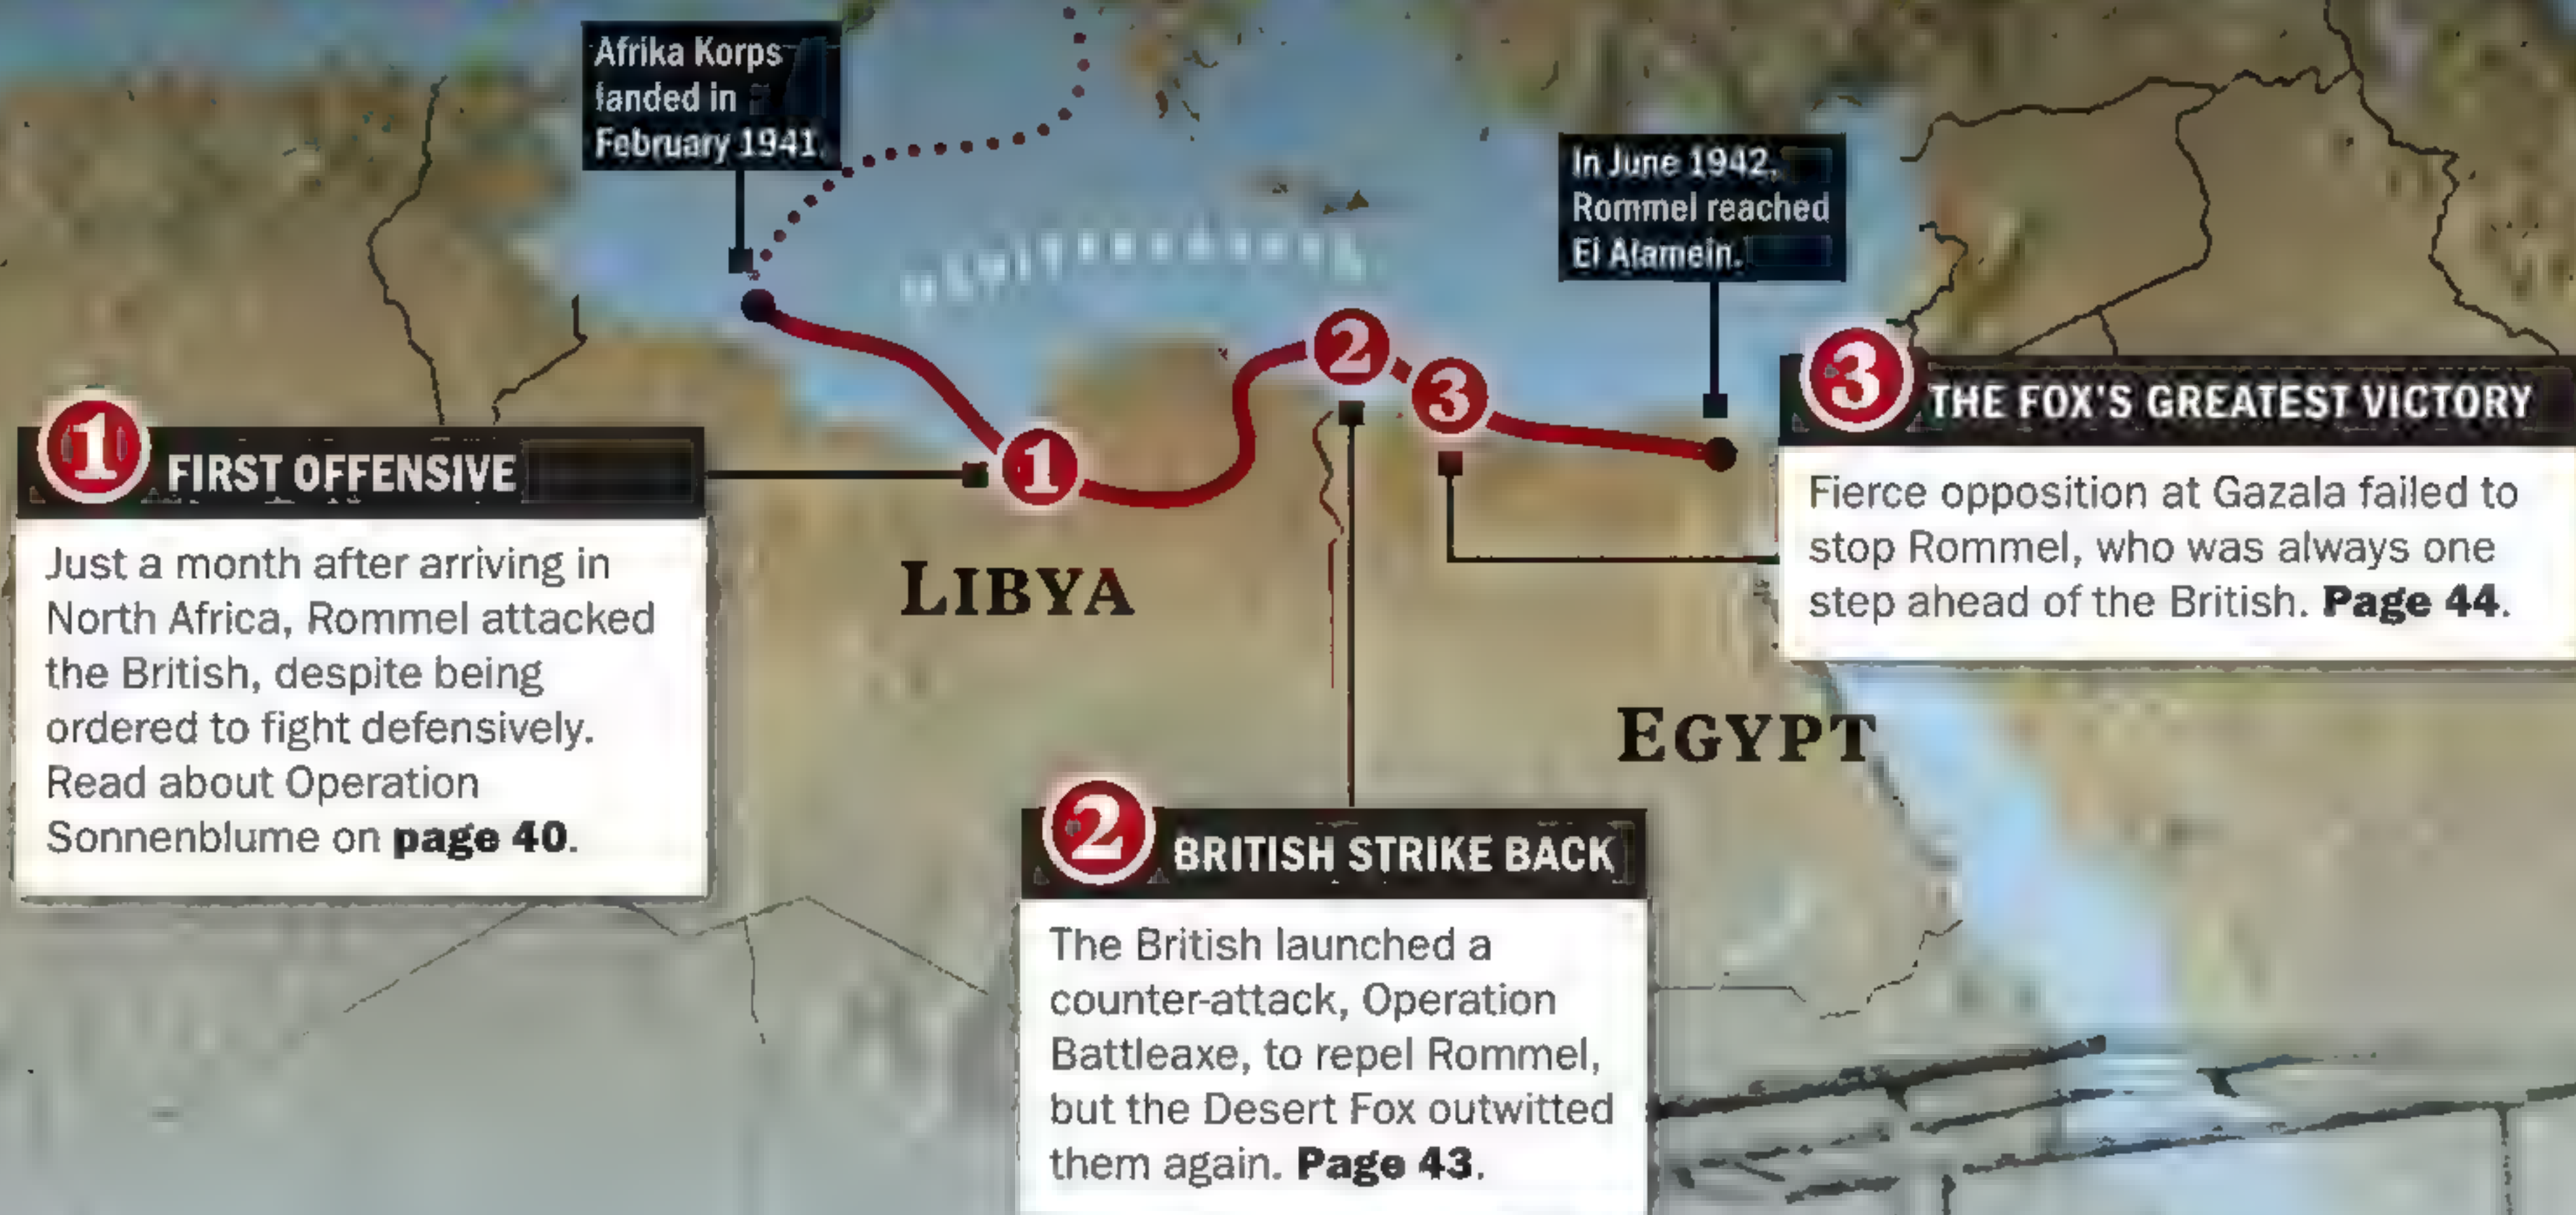 Afrika Korps
landed in
February 1941.
In June 1942,
Rommel reached
El Alamein.
1 FIRST OFFENSIVE
Just a month after arriving in
North Africa, Rommel attacked
the British, despite being
ordered to fight defensively.
Read about Operation
Sonnenblume on page 40.
1
2
3
3 THE FOX'S GREATEST VICTORY
Fierce opposition at Gazala failed to
stop Rommel, who was always one
step ahead of the British. Page 44.
LIBYA
EGYPT
2 BRITISH STRIKE BACK
The British launched a
counter-attack, Operation
Battleaxe, to repel Rommel,
but the Desert Fox outwitted
them again. Page 43.